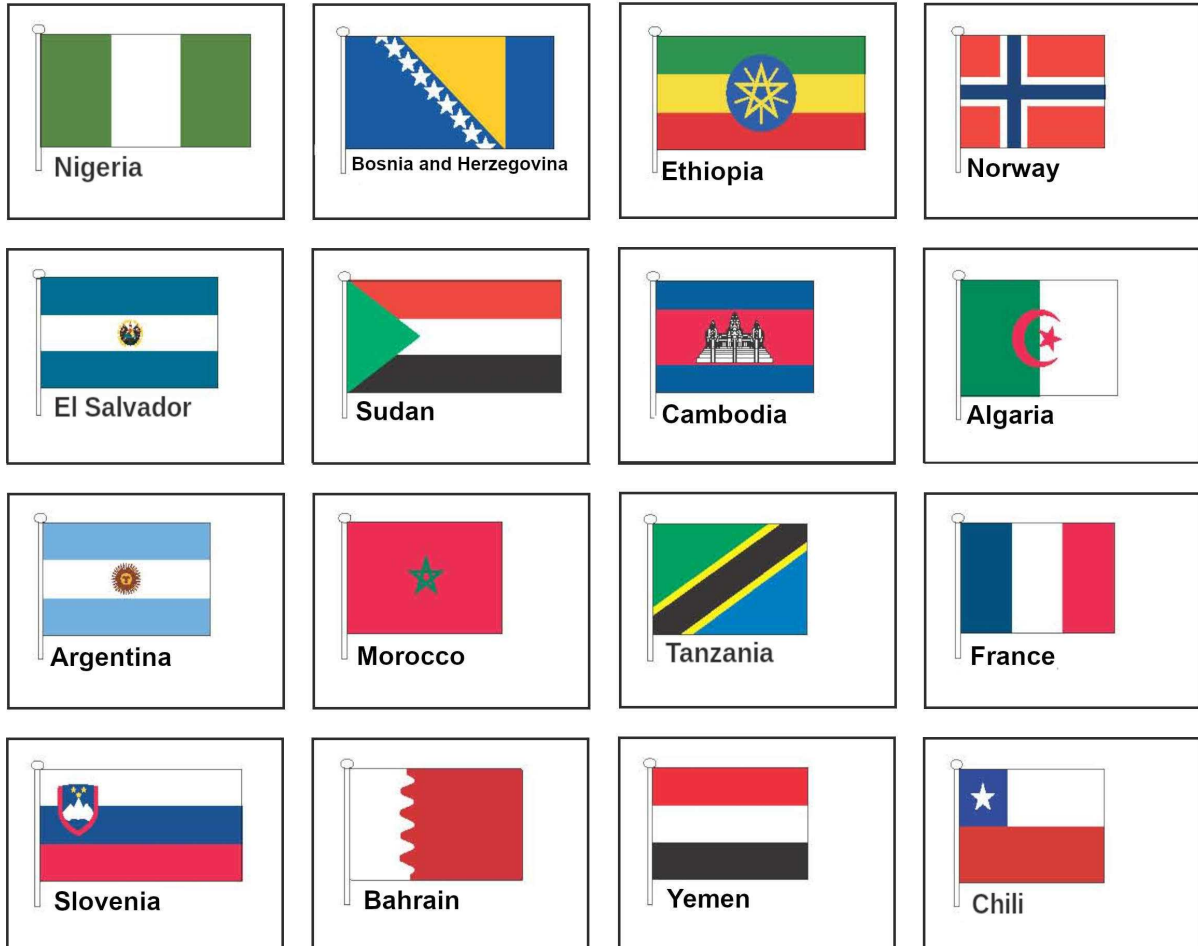 Nigeria
Bosnia and Herzegovina
Ethiopia
Norway
El Salvador
Sudan
Cambodia
Algaria
Argentina
Morocco
Tanzania
France
Slovenia
Bahrain
Yemen
Chili